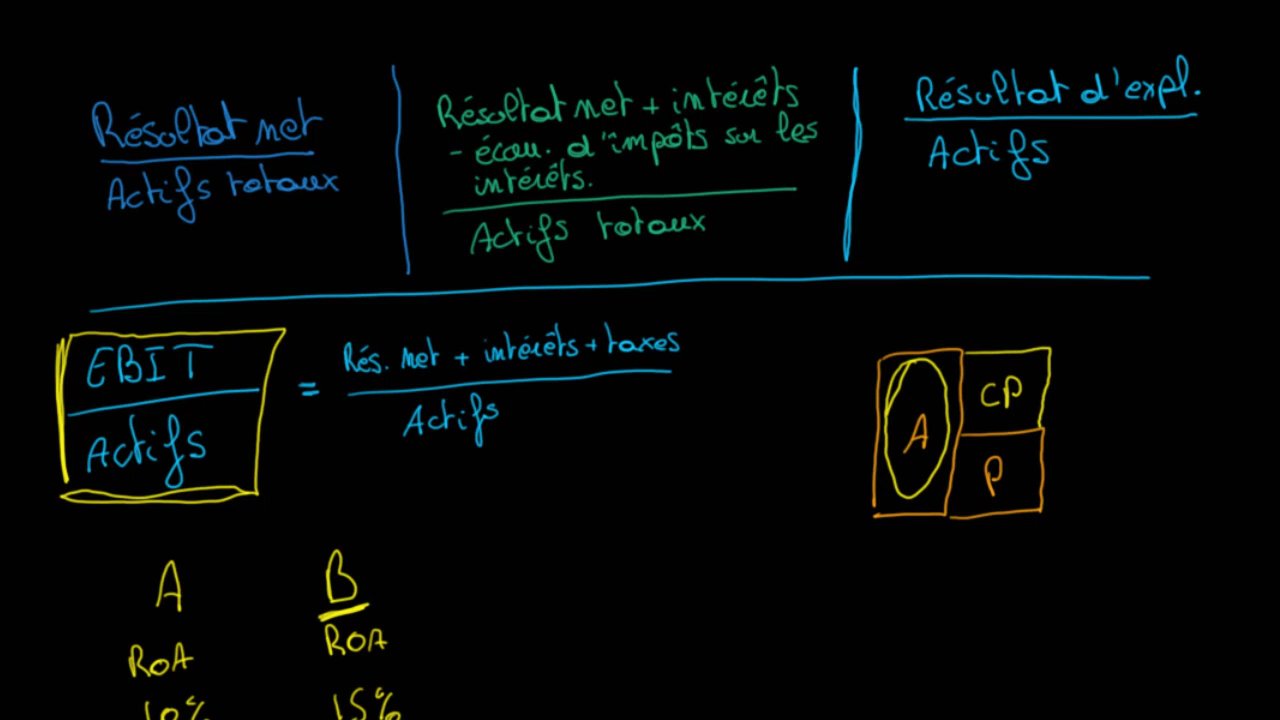 Résultat net
Actifs totaux
Résultat net + intérêts
- écon. d'impôts sur les
intérêts.
Actifs totaux
Résultat d'expl.
Actifs
EBIT
Actifs
=
Rés. net + intérêts + taxes
Actifs
A
CP
P
A
B
ROA
ROA
10%
15%